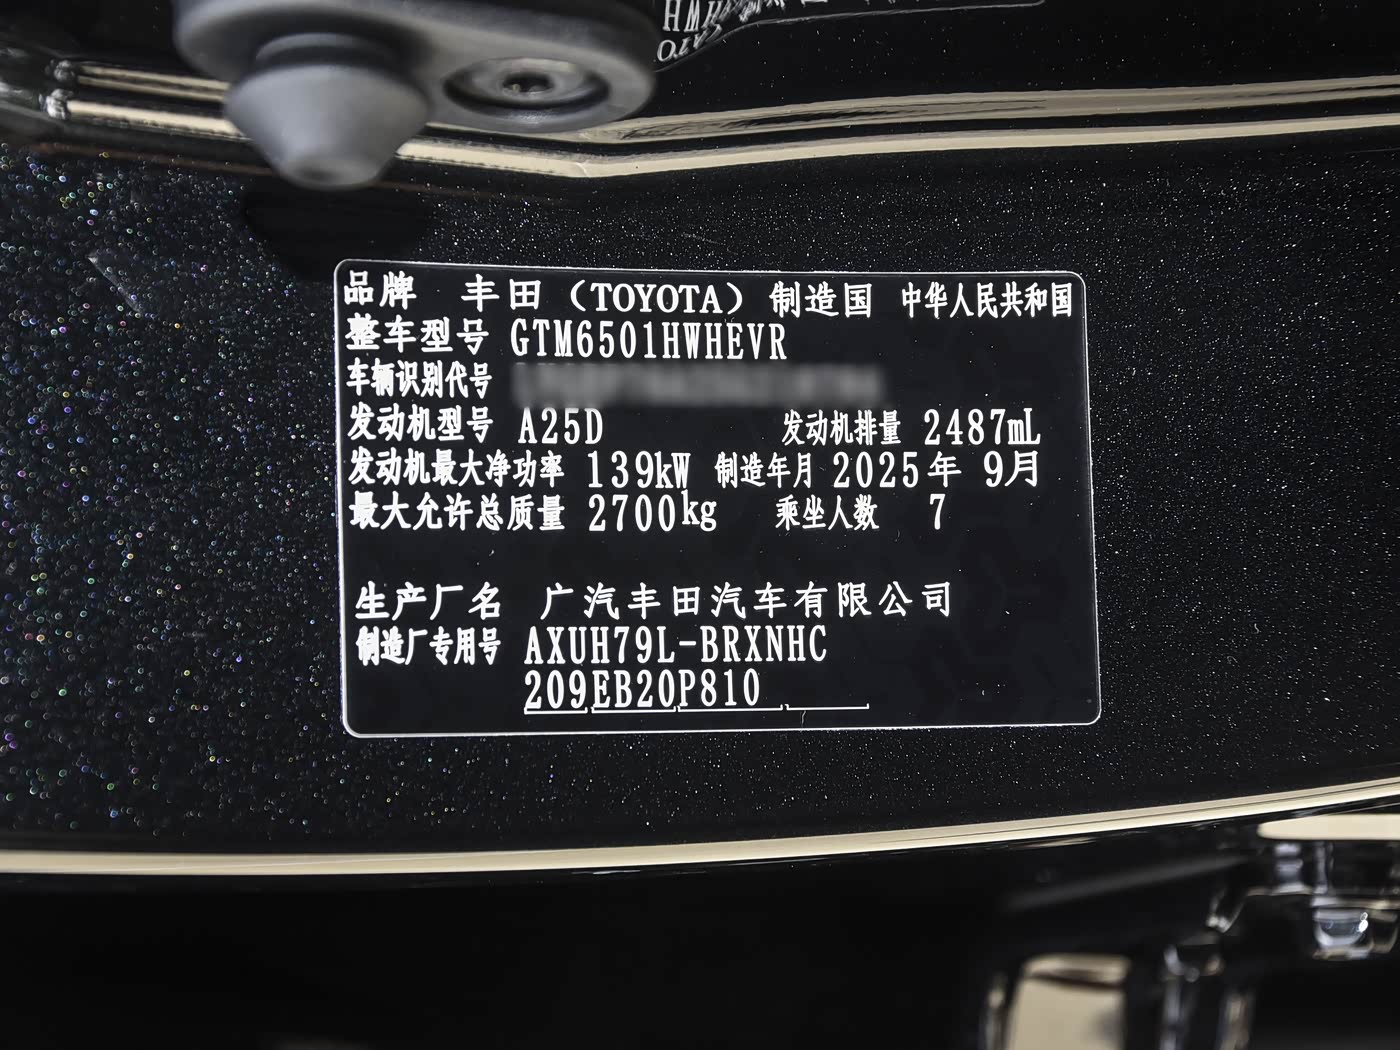 品牌 丰田（TOYOTA）制造国 中华人民共和国
整车型号 GTM6501HWHEVR
车辆识别代号
发动机型号 A25D 发动机排量 2487mL
发动机最大净功率 139kW 制造年月 2025年 9月
最大允许总质量 2700kg 乘坐人数 7
生产厂名 广汽丰田汽车有限公司
制造厂专用号 AXUH79L-BRXNHC
209EB20P810